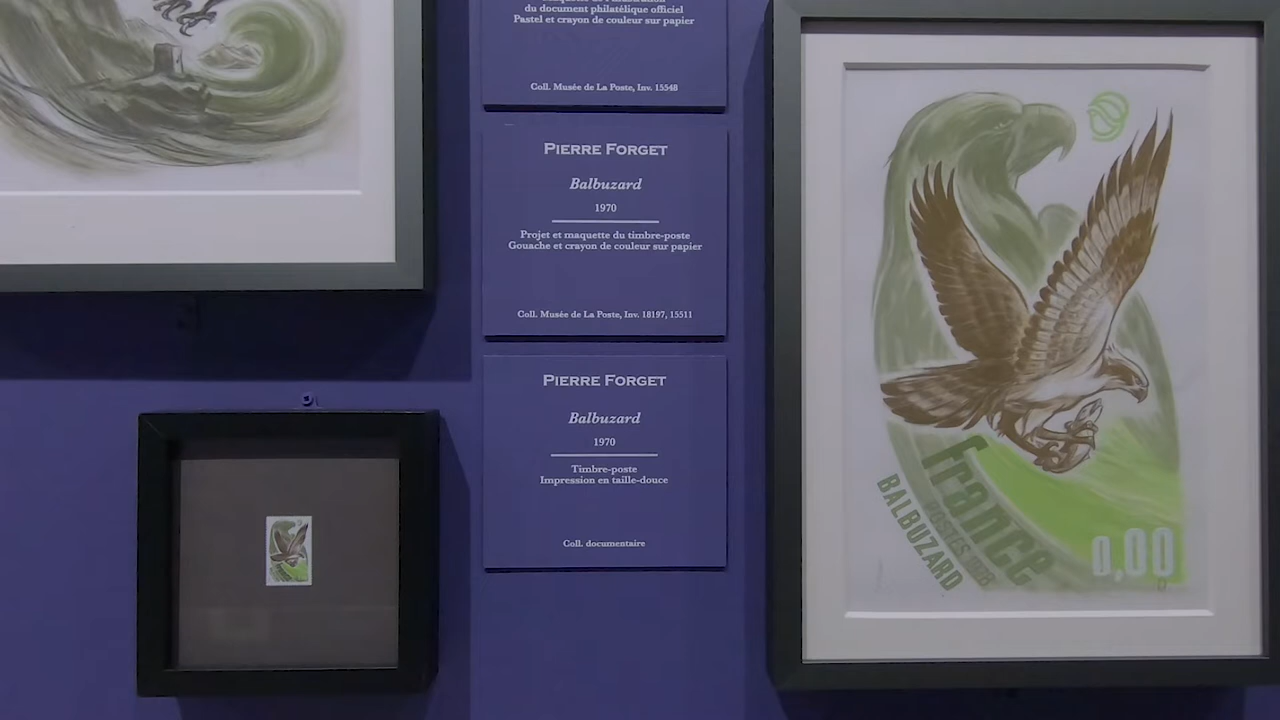 du document philatélique officiel
Pastel et crayon de couleur sur papier
Coll. Musée de La Poste, Inv. 15548
PIERRE FORGET
Balbuzard
1970
Projet et maquette du timbre-poste
Gouache et crayon de couleur sur papier
Coll. Musée de La Poste, Inv. 18197, 15511
PIERRE FORGET
Balbuzard
1970
Timbre-poste
Impression en taille-douce
Coll. documentaire
france
POSTES
BALBUZARD
0,00